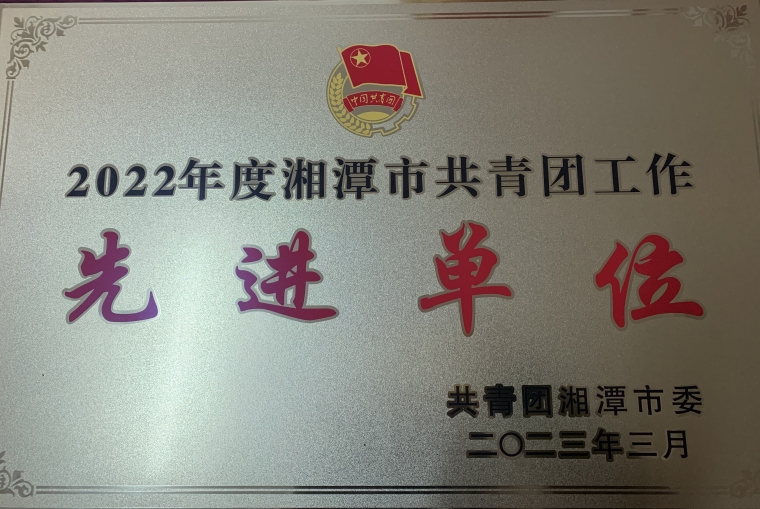 中国共青团
2022年度湘潭市共青团工作
先进单位
共青团湘潭市委
二〇二三年三月